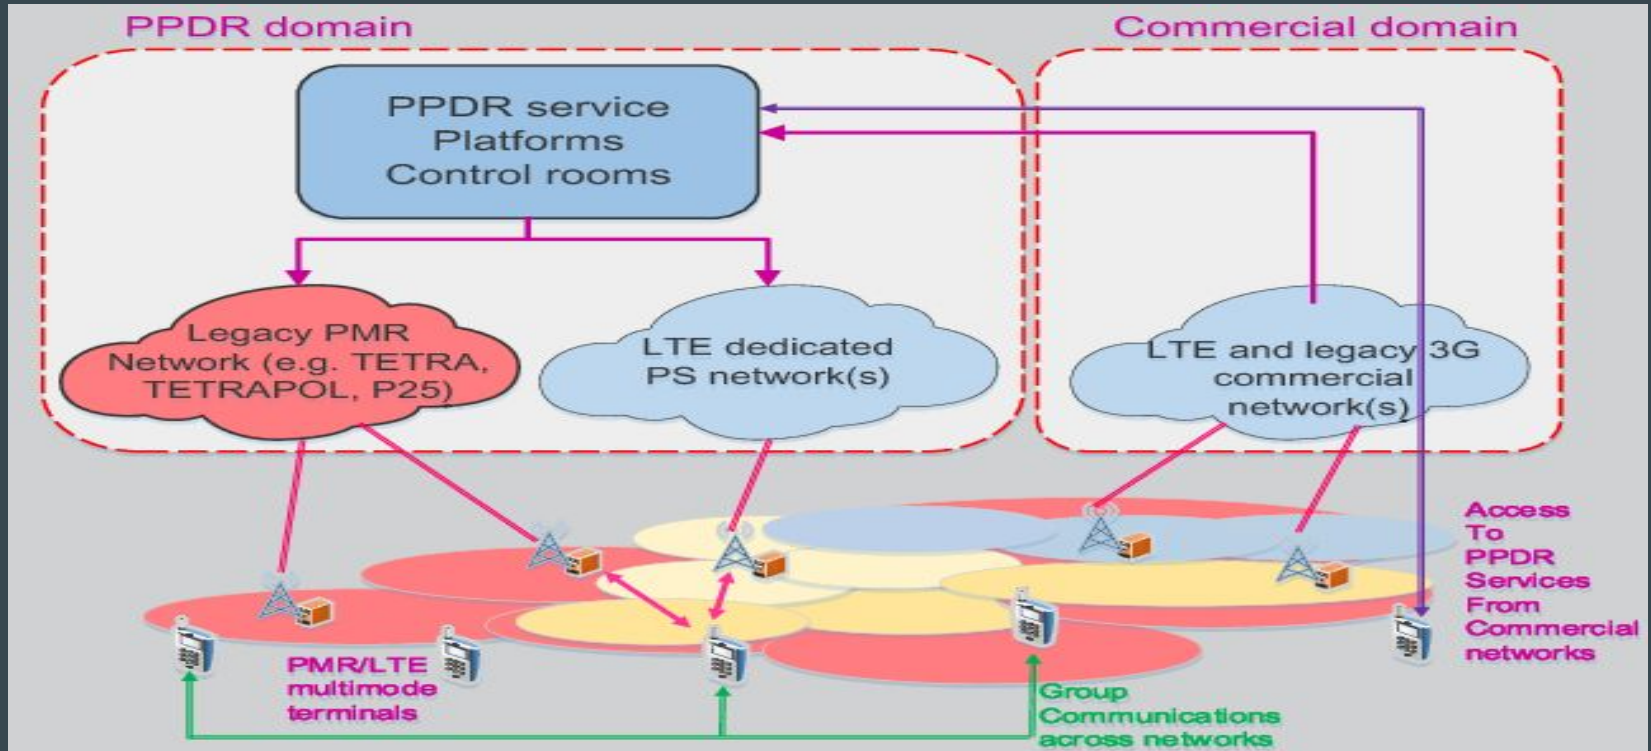 PPDR domain
Commercial domain
PPDR service
Platforms
Control rooms
Legacy PMR
Network (e.g. TETRA,
TETRAPOL, P25)
LTE dedicated
PS network(s)
LTE and legacy 3G
commercial
network(s)
Access
To
PPDR
Services
From
Commercial
networks
PMR/LTE
multimode
terminals
Group
Communications
across networks